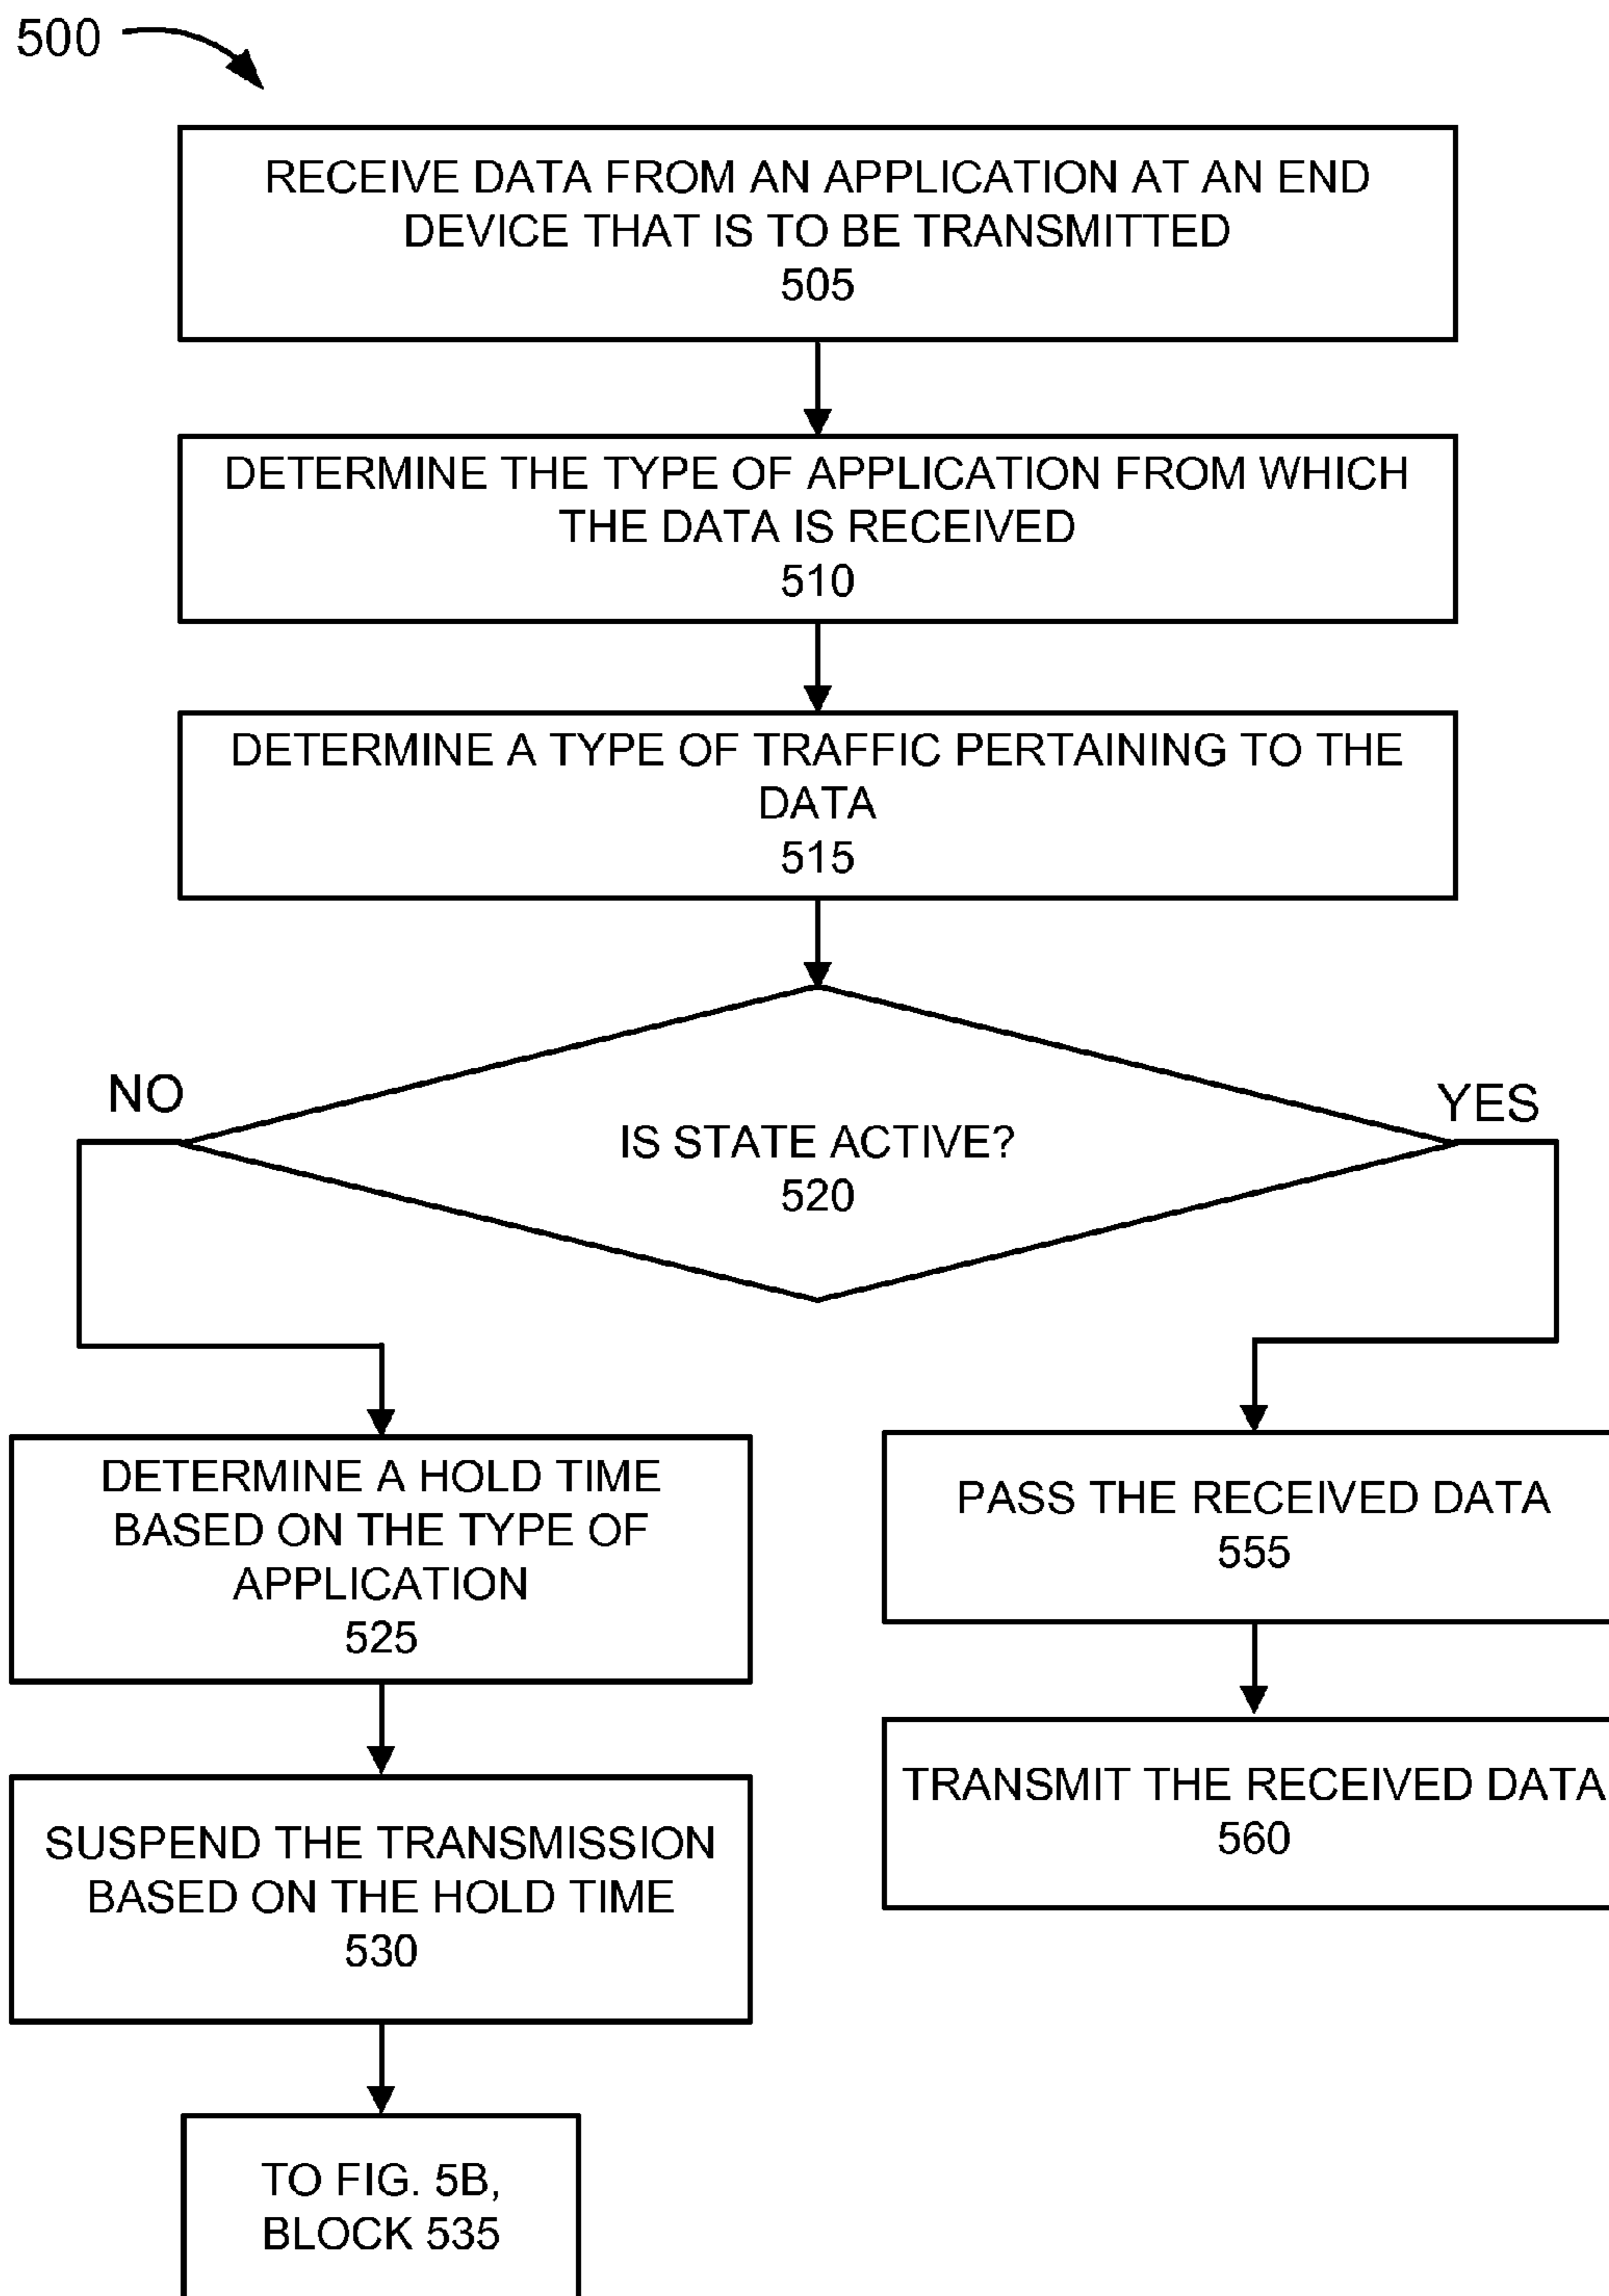 500
RECEIVE DATA FROM AN APPLICATION AT AN END
DEVICE THAT IS TO BE TRANSMITTED
505
DETERMINE THE TYPE OF APPLICATION FROM WHICH
THE DATA IS RECEIVED
510
DETERMINE A TYPE OF TRAFFIC PERTAINING TO THE
DATA
515
NO
YES
IS STATE ACTIVE?
520
DETERMINE A HOLD TIME
BASED ON THE TYPE OF
APPLICATION
525
SUSPEND THE TRANSMISSION
BASED ON THE HOLD TIME
530
TO FIG. 5B,
BLOCK 535
PASS THE RECEIVED DATA
555
TRANSMIT THE RECEIVED DATA
560